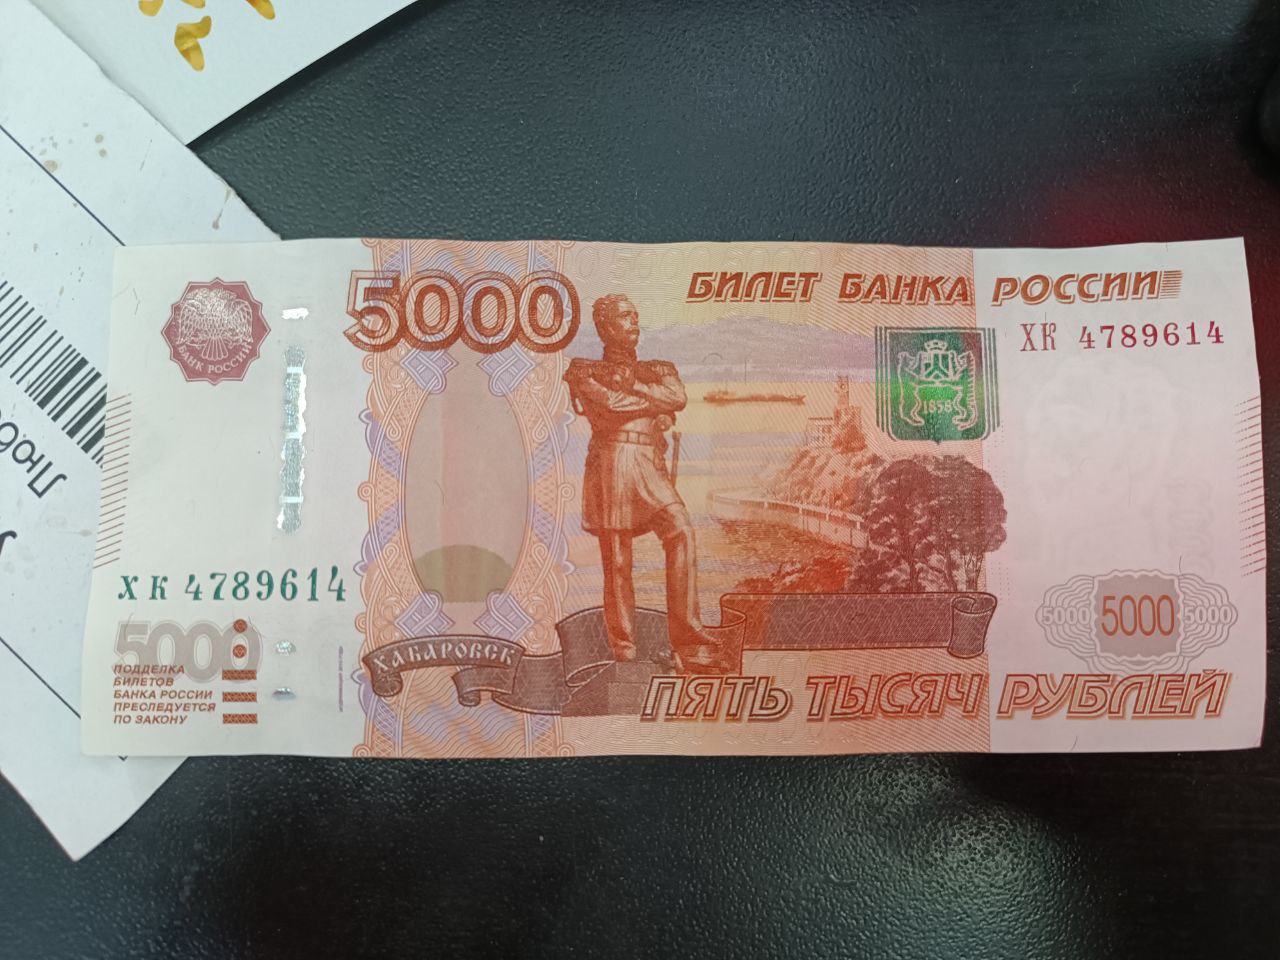 5000
БИЛЕТ БАНКА РОССИИ
ХК 4789614
БАНК РОССИИ
1858
ХК 4789614
5000
5000 5000 5000
ХАБАРОВСК
ПОДДЕЛКА
БИЛЕТОВ
БАНКА РОССИИ
ПРЕСЛЕДУЕТСЯ
ПО ЗАКОНУ
ПЯТЬ ТЫСЯЧ РУБЛЕЙ